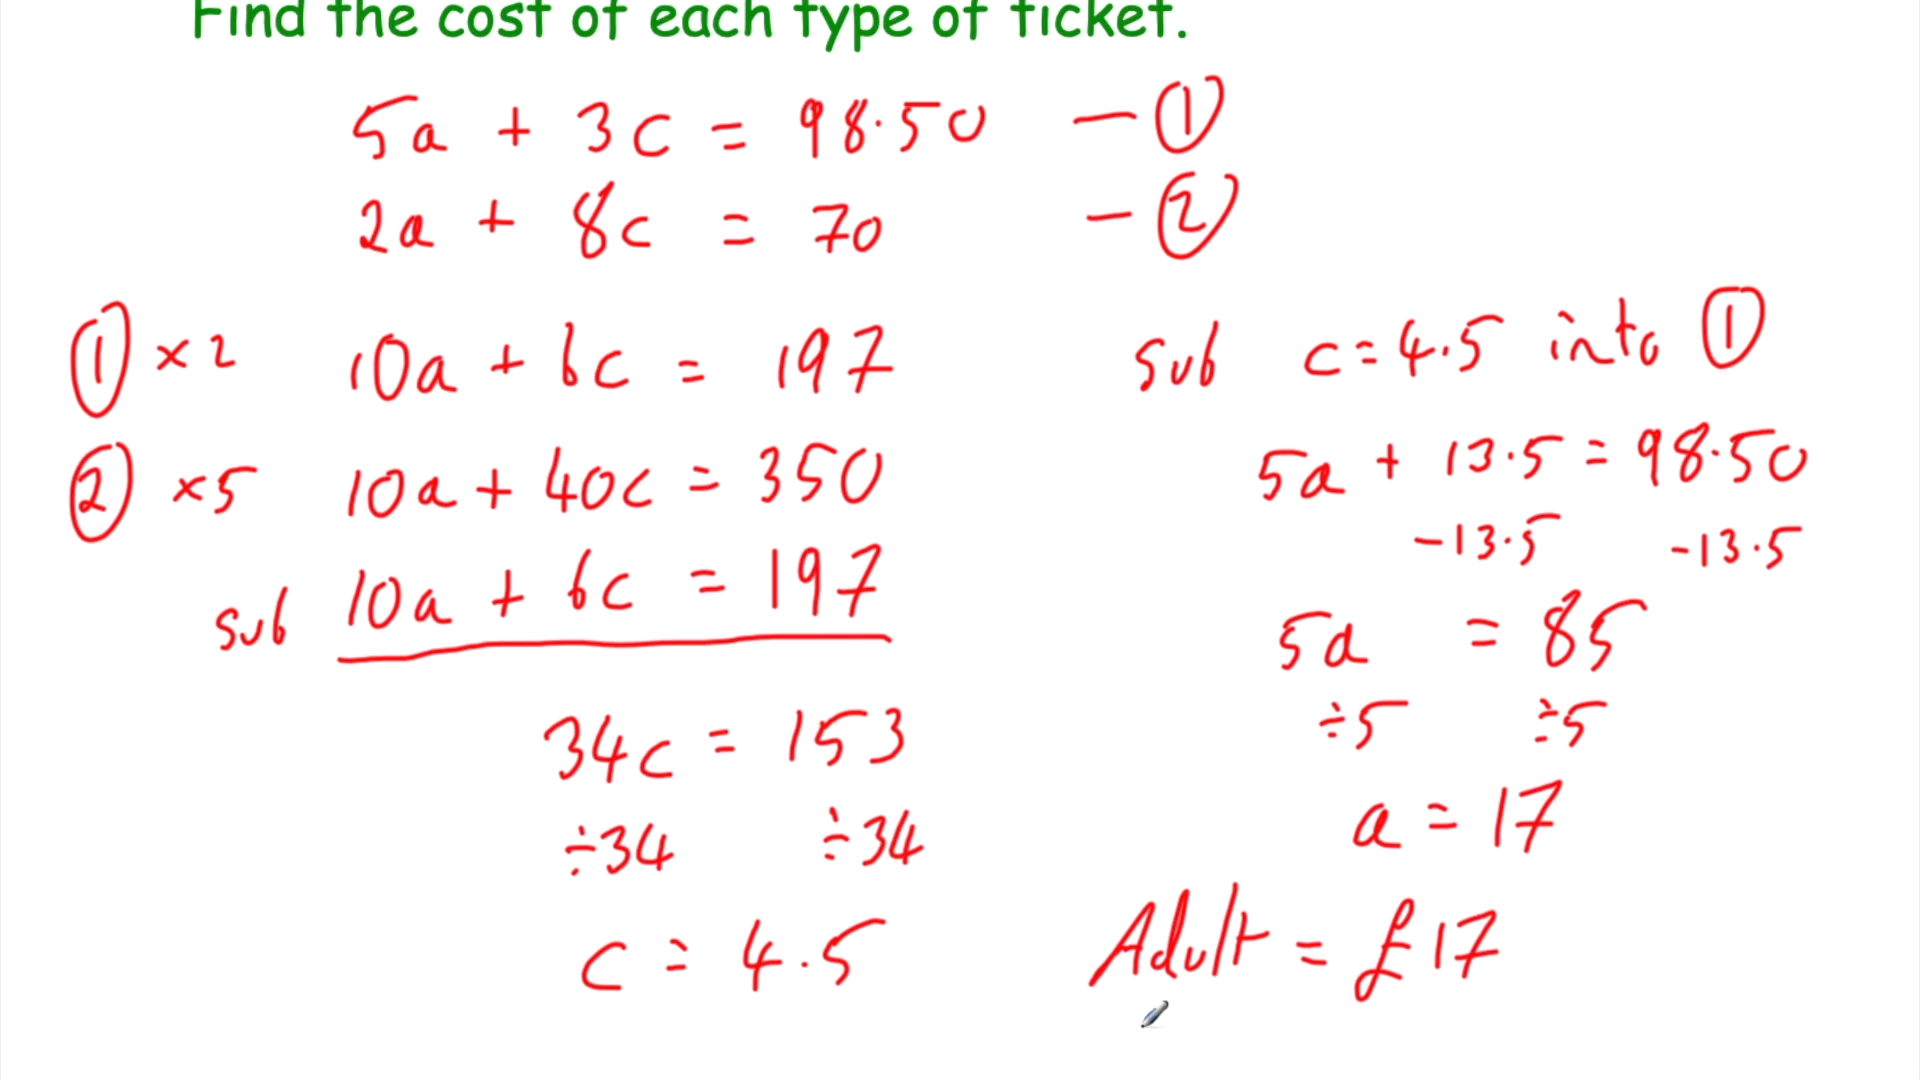 Find the cost of each type of ticket.
5a + 3c = 98.50 - ①
2a + 8c = 70 - ②
① ×2 10a + 6c = 197
② ×5 10a + 40c = 350
sub 10a + 6c = 197
34c = 153
÷34 ÷34
c = 4.5
sub c = 4.5 into ①
5a + 13.5 = 98.50
-13.5 -13.5
5a = 85
÷5 ÷5
a = 17
Adult = £17